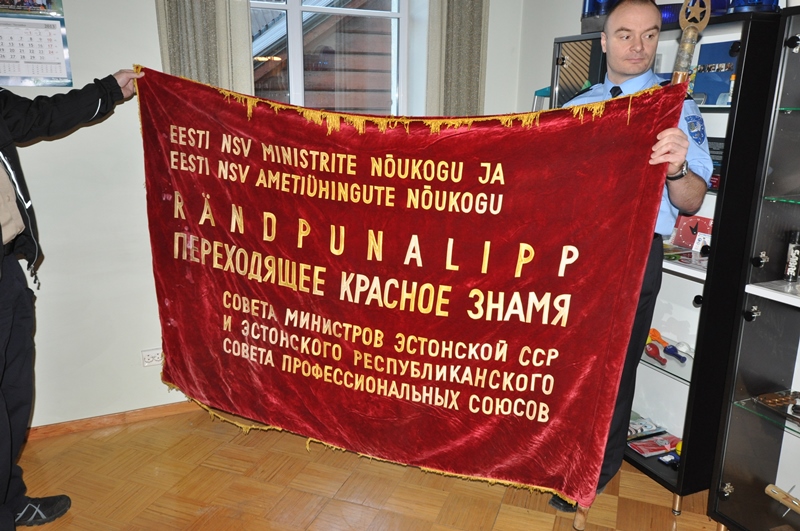 EESTI NSV MINISTRITE NÕUKOGU JA
EESTI NSV AMETIÜHINGUTE NÕUKOGU
RÄNDPUNALIPP
ПЕРЕХОДЯЩЕЕ КРАСНОЕ ЗНАМЯ
СОВЕТА МИНИСТРОВ ЭСТОНСКОЙ ССР
И ЭСТОНСКОГО РЕСПУБЛИКАНСКОГО
СОВЕТА ПРОФЕССИОНАЛЬНЫХ СОЮСОВ